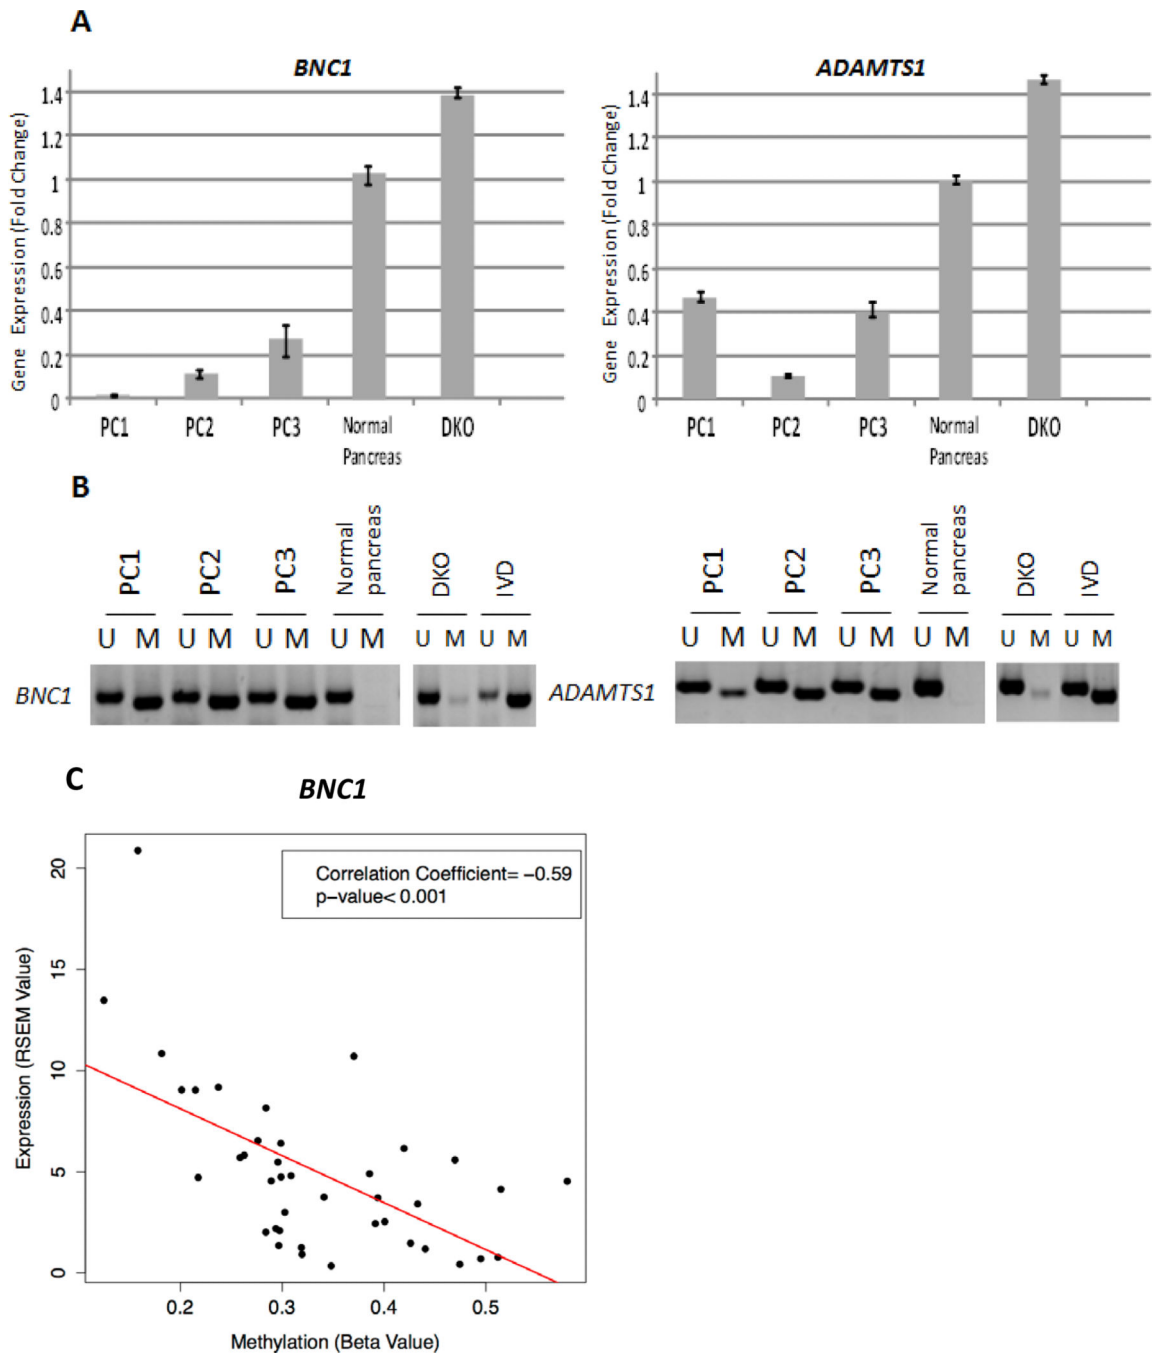 A
BNC1
Gene Expression (Fold Change)
1.4
1.2
1
0.8
0.6
0.4
0.2
0
PC1 PC2 PC3 Normal Pancreas DKO
ADAMTS1
Gene Expression (Fold Change)
1.4
1.2
1
0.8
0.6
0.4
0.2
0
PC1 PC2 PC3 Normal Pancreas DKO
B
PC1 PC2 PC3 Normal pancreas DKO IVD
U M U M U M U M U M U M
BNC1
PC1 PC2 PC3 Normal pancreas DKO IVD
U M U M U M U M U M U M
ADAMTS1
C
BNC1
Correlation Coefficient= −0.59
p−value< 0.001
Expression (RSEM Value)
20
15
10
5
0
0.2 0.3 0.4 0.5
Methylation (Beta Value)